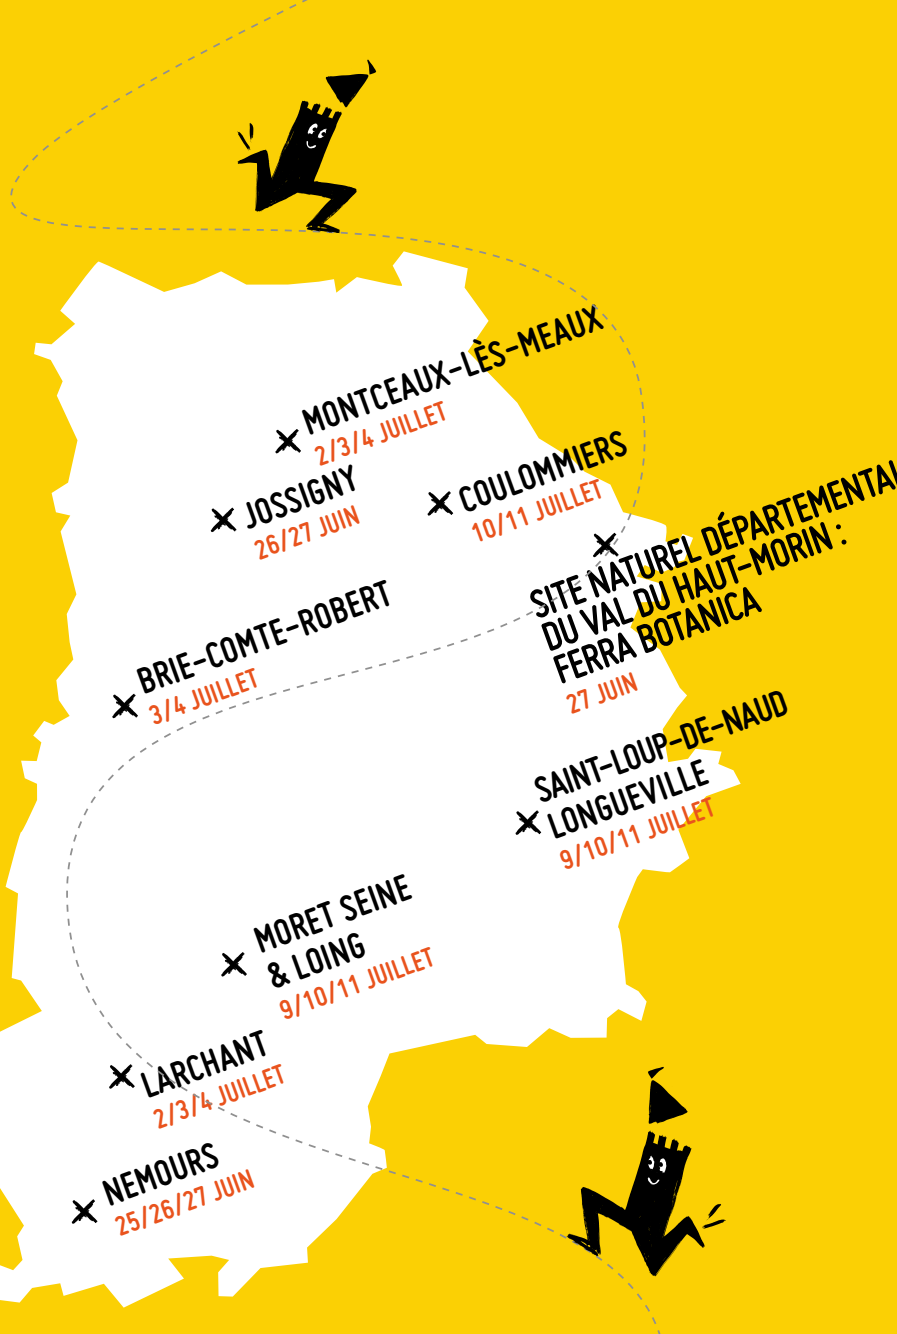 MONTCEAUX-LÈS-MEAUX
2/3/4 JUILLET
JOSSIGNY
26/27 JUIN
COULOMMIERS
10/11 JUILLET
SITE NATUREL DÉPARTEMENTAL
DU VAL DU HAUT-MORIN :
FERRA BOTANICA
27 JUIN
BRIE-COMTE-ROBERT
3/4 JUILLET
SAINT-LOUP-DE-NAUD
LONGUEVILLE
9/10/11 JUILLET
MORET SEINE
& LOING
9/10/11 JUILLET
LARCHANT
2/3/4 JUILLET
NEMOURS
25/26/27 JUIN